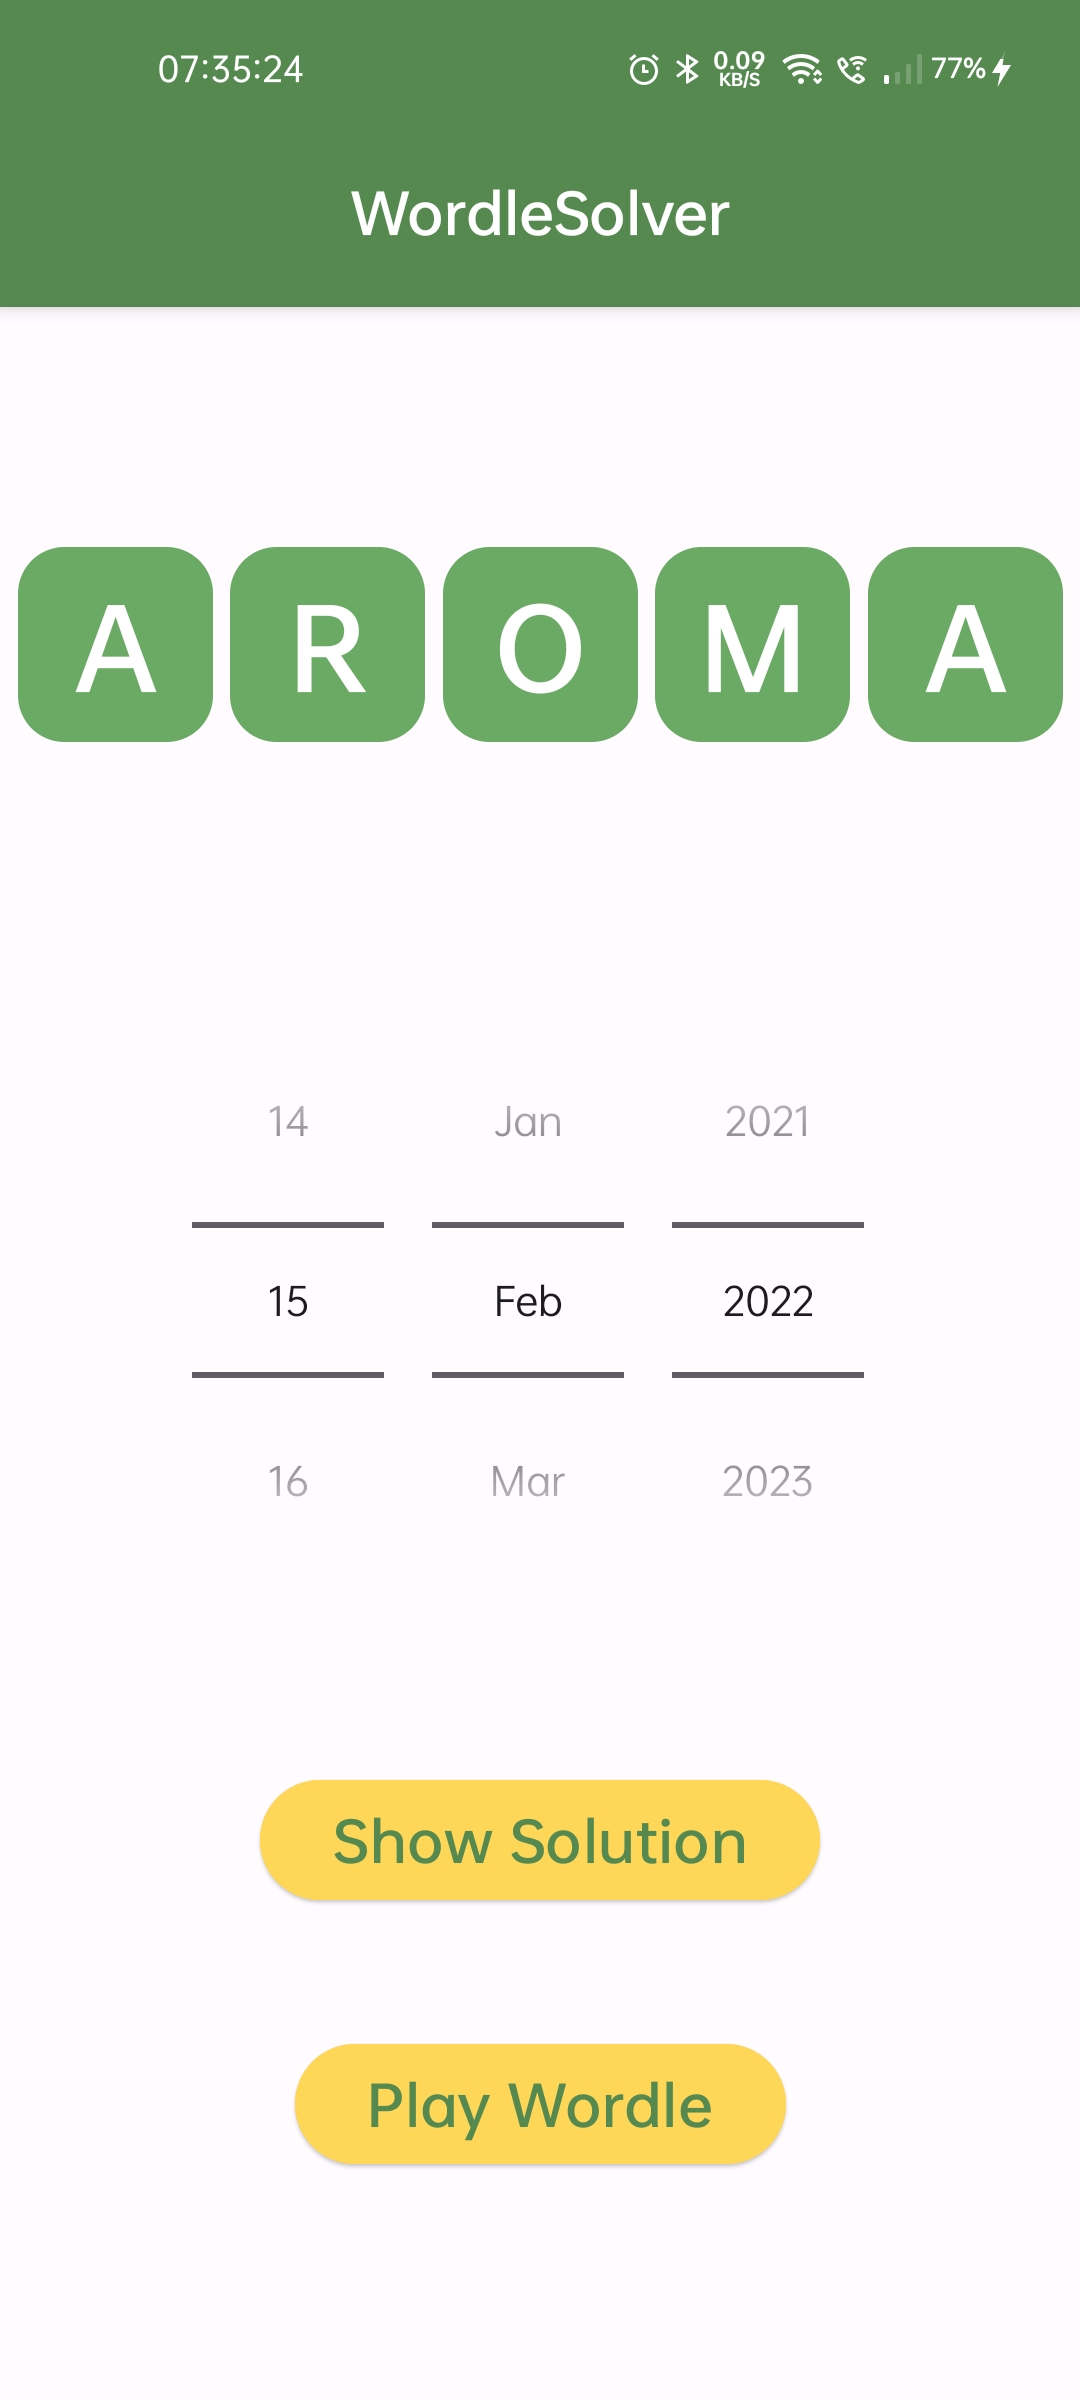 07:35:24 0.09 KB/S 77%
WordleSolver
A R O M A
14 Jan 2021
15 Feb 2022
16 Mar 2023
Show Solution
Play Wordle